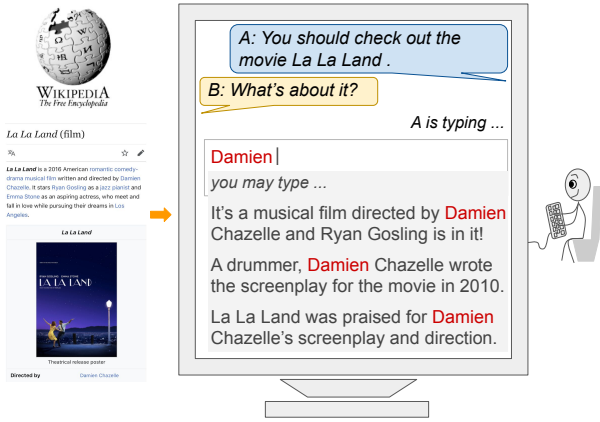 WIKIPEDIA
The Free Encyclopedia
La La Land (film)
La La Land is a 2016 American romantic comedy-
drama musical film written and directed by Damien
Chazelle. It stars Ryan Gosling as a jazz pianist and
Emma Stone as an aspiring actress, who meet and
fall in love while pursuing their dreams in Los
Angeles.
La La Land
LA LA LAND
Theatrical release poster
Directed by Damien Chazelle
A: You should check out the
movie La La Land .
B: What's about it?
A is typing ...
Damien
you may type ...
It's a musical film directed by Damien
Chazelle and Ryan Gosling is in it!
A drummer, Damien Chazelle wrote
the screenplay for the movie in 2010.
La La Land was praised for Damien
Chazelle's screenplay and direction.